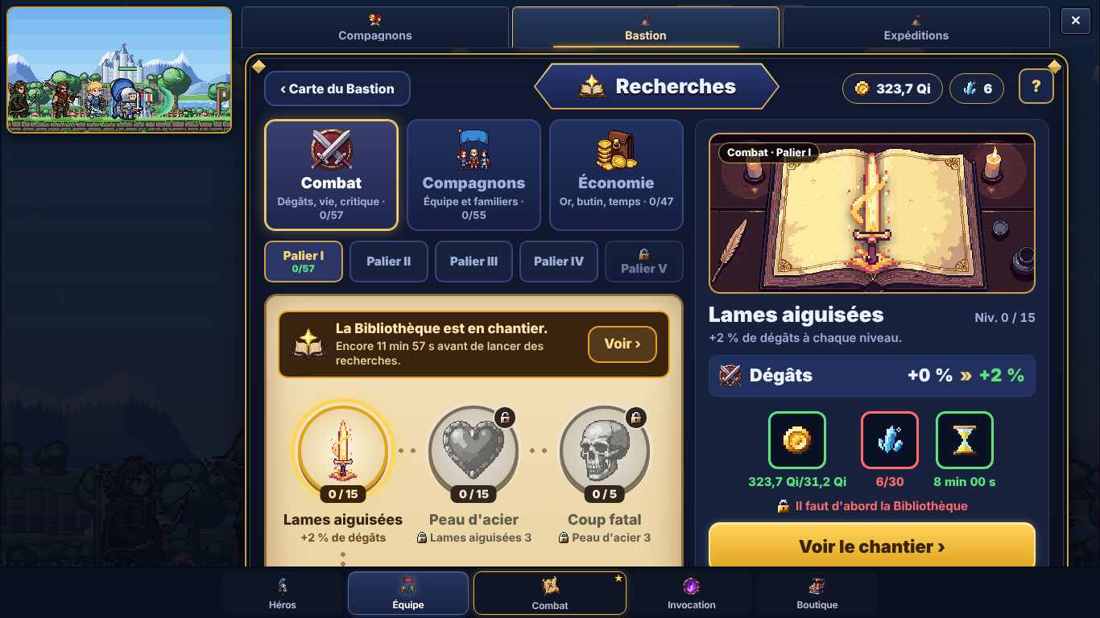 Compagnons
Bastion
Expéditions
×
‹ Carte du Bastion
Recherches
323,7 Qi
6
?
Combat
Dégâts, vie, critique ·
0/57
Compagnons
Équipe et familiers ·
0/55
Économie
Or, butin, temps · 0/47
Palier I
0/57
Palier II
Palier III
Palier IV
Palier V
La Bibliothèque est en chantier.
Encore 11 min 57 s avant de lancer des
recherches.
Voir ›
0 / 15
Lames aiguisées
+2 % de dégâts
0 / 15
Peau d'acier
Lames aiguisées 3
0 / 5
Coup fatal
Peau d'acier 3
Combat · Palier I
Lames aiguisées
Niv. 0 / 15
+2 % de dégâts à chaque niveau.
Dégâts
+0 % » +2 %
323,7 Qi/31,2 Qi
6/30
8 min 00 s
Il faut d'abord la Bibliothèque
Voir le chantier ›
Héros
Équipe
Combat
Invocation
Boutique